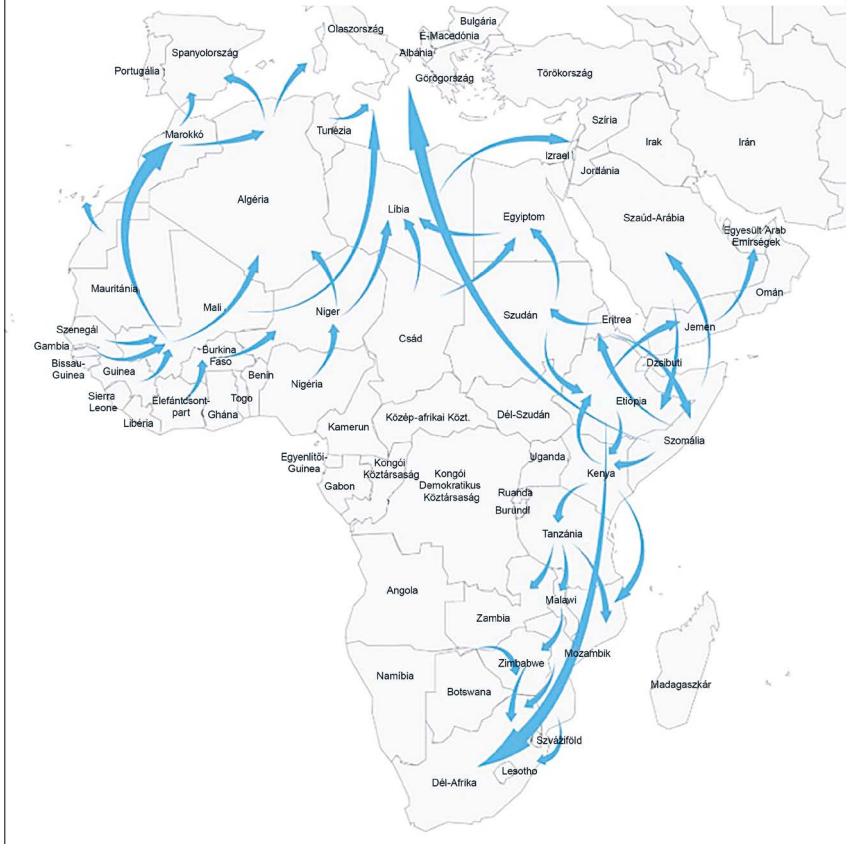 Bulgária
Olaszország
É-Macedónia
Spanyolország
Albánia
Portugália
Görögország
Törökország
Szíria
Marokkó
Tunézia
Irak
Irán
Izrael
Jordánia
Algéria
Líbia
Egyiptom
Szaúd-Arábia
Egyesült Arab
Emírségek
Mauritánia
Omán
Mali
Niger
Szudán
Eritrea
Jemen
Szenegál
Csád
Gambia
Burkina
Faso
Dzsibuti
Bissau-
Guinea
Guinea
Benin
Nigéria
Sierra
Leone
Elefántcsont-
part
Togo
Ghána
Libéria
Etiópia
Közép-afrikai Közt.
Dél-Szudán
Kamerun
Szomália
Egyenlítői-
Guinea
Kongói
Köztársaság
Uganda
Gabon
Kongói
Demokratikus
Köztársaság
Kenya
Ruanda
Burundi
Tanzánia
Angola
Malawi
Zambia
Mozambik
Zimbabwe
Namíbia
Botswana
Madagaszkár
Szváziföld
Lesotho
Dél-Afrika